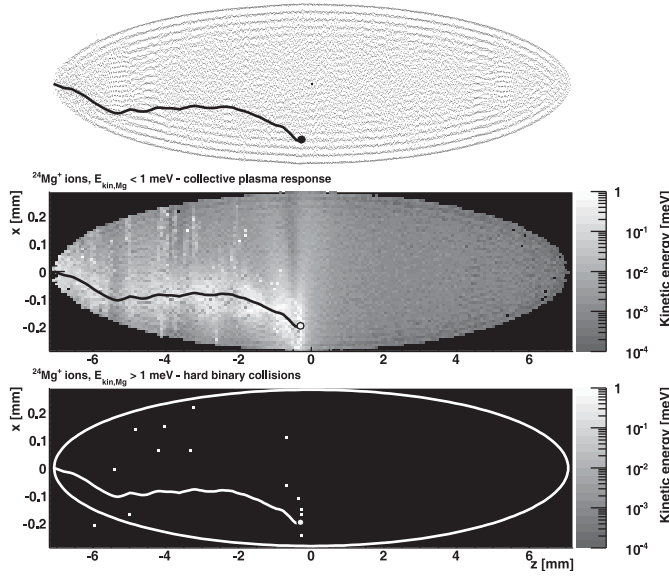 ²⁴Mg⁺ ions, E_kin,Mg < 1 meV - collective plasma response
x [mm]
0.2
0.1
0
-0.1
-0.2
-6 -4 -2 0 2 4 6
1
10⁻¹
10⁻²
10⁻³
10⁻⁴
Kinetic energy [meV]
²⁴Mg⁺ ions, E_kin,Mg > 1 meV - hard binary collisions
x [mm]
0.2
0.1
0
-0.1
-0.2
-6 -4 -2 0 2 4 6
z [mm]
1
10⁻¹
10⁻²
10⁻³
10⁻⁴
Kinetic energy [meV]